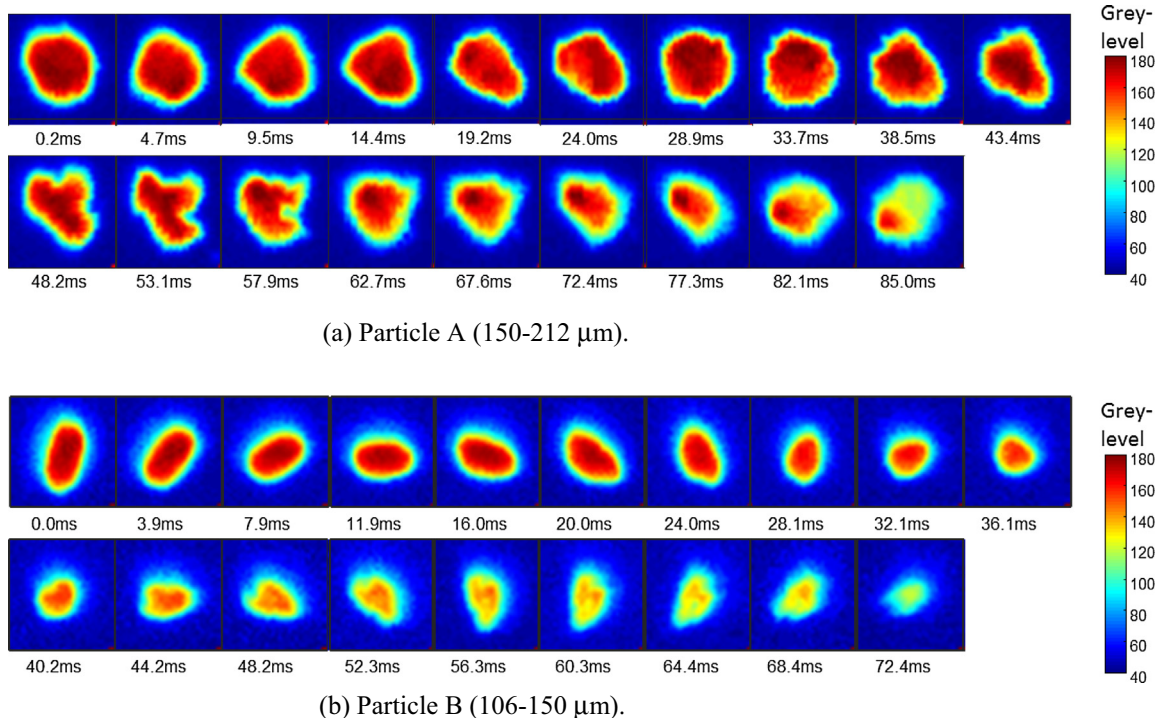 Grey-
level
180
160
140
120
100
80
60
40
0.2ms 4.7ms 9.5ms 14.4ms 19.2ms 24.0ms 28.9ms 33.7ms 38.5ms 43.4ms
48.2ms 53.1ms 57.9ms 62.7ms 67.6ms 72.4ms 77.3ms 82.1ms 85.0ms
(a) Particle A (150-212 μm).
Grey-
level
180
160
140
120
100
80
60
40
0.0ms 3.9ms 7.9ms 11.9ms 16.0ms 20.0ms 24.0ms 28.1ms 32.1ms 36.1ms
40.2ms 44.2ms 48.2ms 52.3ms 56.3ms 60.3ms 64.4ms 68.4ms 72.4ms
(b) Particle B (106-150 μm).